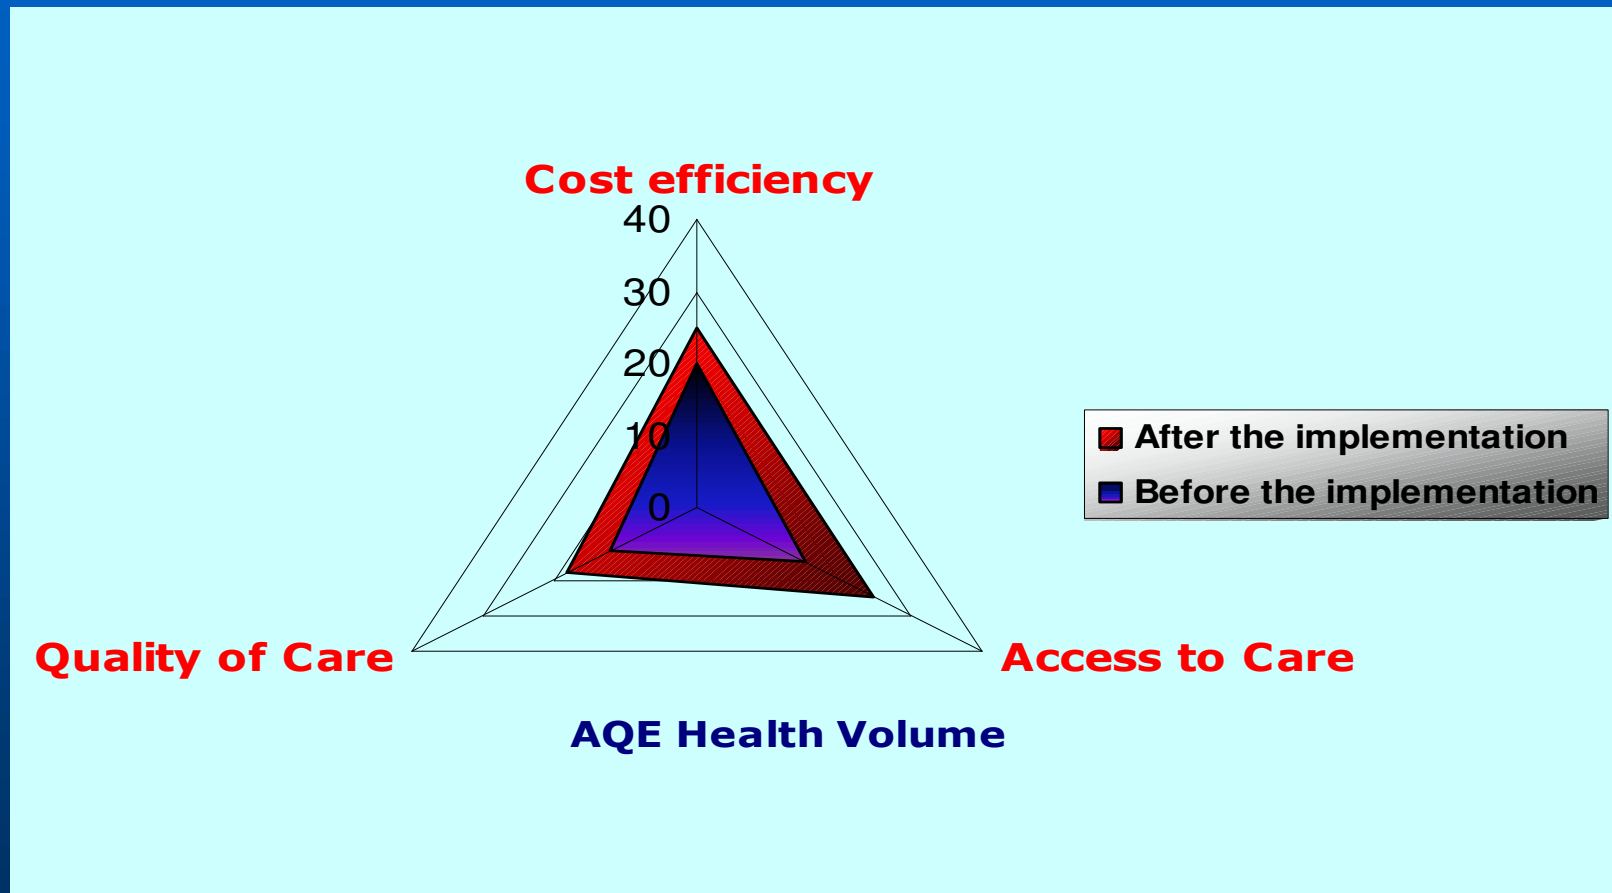 Cost efficiency
40
30
20
10
0
After the implementation
Before the implementation
Quality of Care
Access to Care
AQE Health Volume